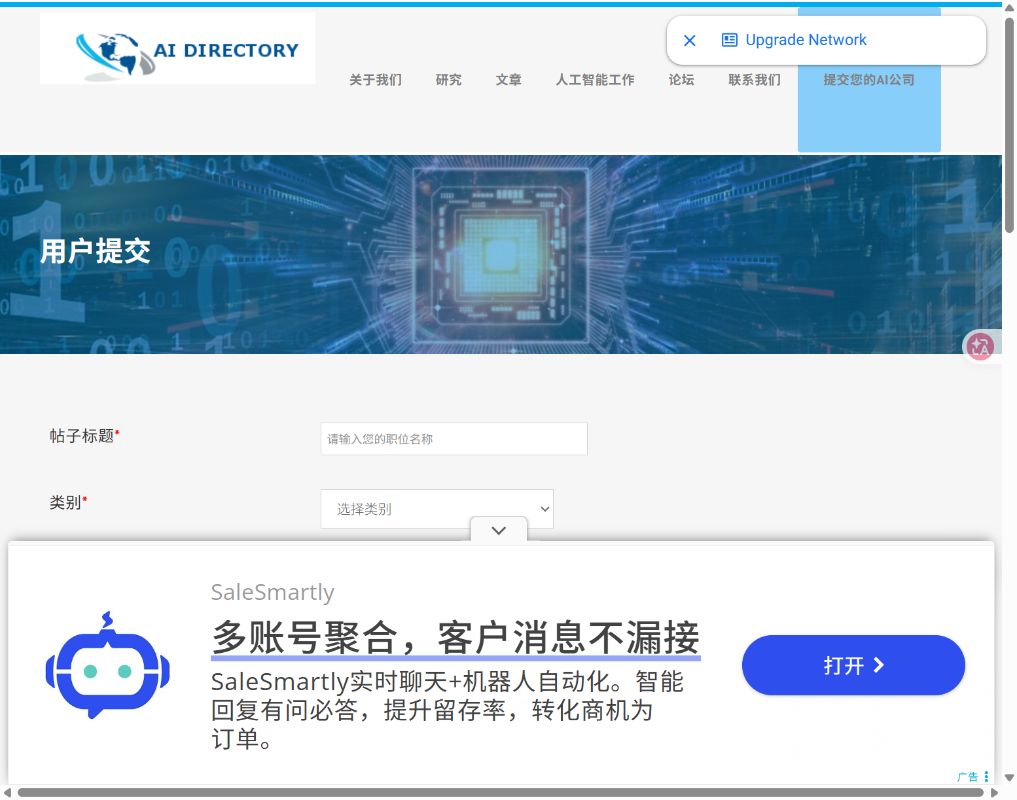 AI DIRECTORY
Upgrade Network
关于我们
研究
文章
人工智能工作
论坛
联系我们
提交您的AI公司
用户提交
帖子标题*
请输入您的职位名称
类别*
选择类别
SaleSmartly
多账号聚合，客户消息不漏接
SaleSmartly实时聊天+机器人自动化。智能
回复有问必答，提升留存率，转化商机为
订单。
打开
广告